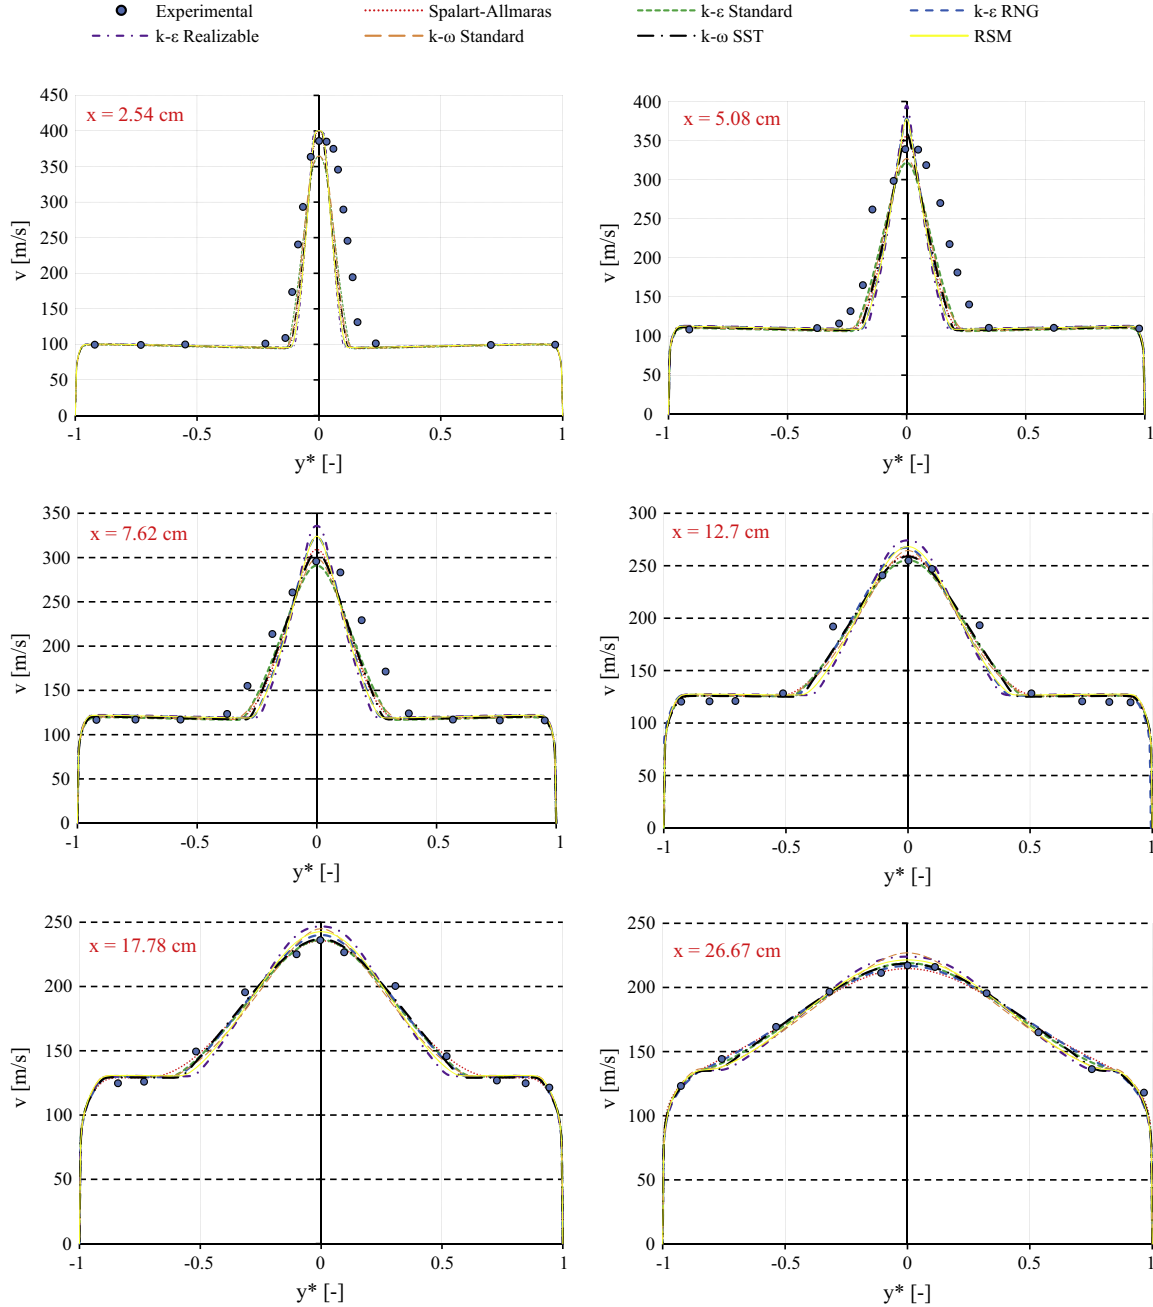 Experimental Spalart-Allmaras k-ε Standard k-ε RNG
k-ε Realizable k-ω Standard k-ω SST RSM
x = 2.54 cm
450
400
350
300
250
200
150
100
50
0
v [m/s]
-1 -0.5 0 0.5 1
y* [-]
x = 5.08 cm
400
350
300
250
200
150
100
50
0
v [m/s]
-1 -0.5 0 0.5 1
y* [-]
x = 7.62 cm
350
300
250
200
150
100
50
0
v [m/s]
-1 -0.5 0 0.5 1
y* [-]
x = 12.7 cm
300
250
200
150
100
50
0
v [m/s]
-1 -0.5 0 0.5 1
y* [-]
x = 17.78 cm
250
200
150
100
50
0
v [m/s]
-1 -0.5 0 0.5 1
y* [-]
x = 26.67 cm
250
200
150
100
50
0
v [m/s]
-1 -0.5 0 0.5 1
y* [-]